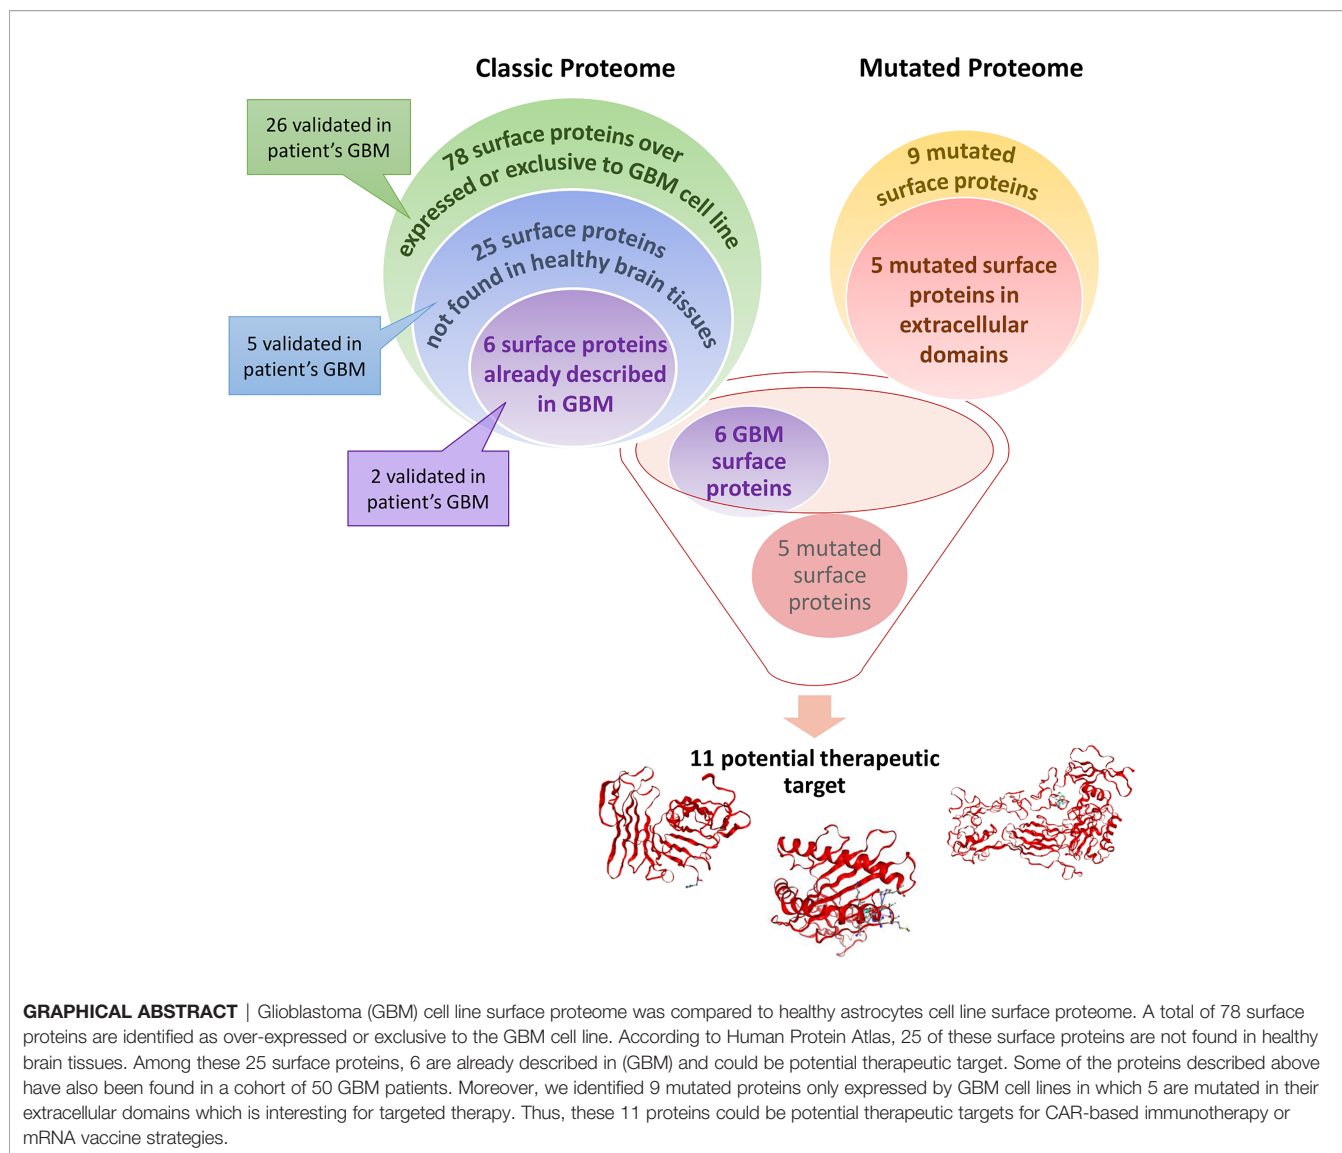 Classic Proteome
Mutated Proteome
26 validated in
patient's GBM
78 surface proteins over
expressed or exclusive to GBM cell line
25 surface proteins
not found in healthy brain tissues
5 validated in
patient's GBM
6 surface proteins
already described
in GBM
2 validated in
patient's GBM
9 mutated
surface proteins
5 mutated surface
proteins in
extracellular
domains
6 GBM
surface
proteins
5 mutated
surface
proteins
11 potential therapeutic
target
GRAPHICAL ABSTRACT | Glioblastoma (GBM) cell line surface proteome was compared to healthy astrocytes cell line surface proteome. A total of 78 surface
proteins are identified as over-expressed or exclusive to the GBM cell line. According to Human Protein Atlas, 25 of these surface proteins are not found in healthy
brain tissues. Among these 25 surface proteins, 6 are already described in (GBM) and could be potential therapeutic target. Some of the proteins described above
have also been found in a cohort of 50 GBM patients. Moreover, we identified 9 mutated proteins only expressed by GBM cell lines in which 5 are mutated in their
extracellular domains which is interesting for targeted therapy. Thus, these 11 proteins could be potential therapeutic targets for CAR-based immunotherapy or
mRNA vaccine strategies.